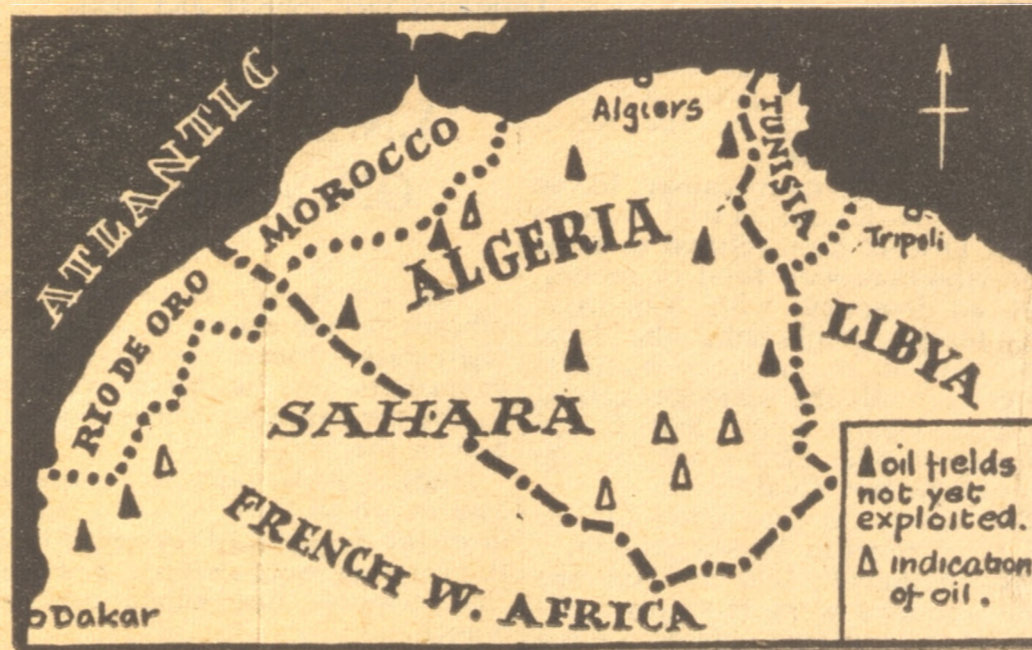 ATLANTIC
Algiers
TUNISIA
MOROCCO
ALGERIA
Tripoli
RIO DE ORO
LIBYA
SAHARA
FRENCH W. AFRICA
Dakar
oil fields
not yet
exploited.
indication
of oil.